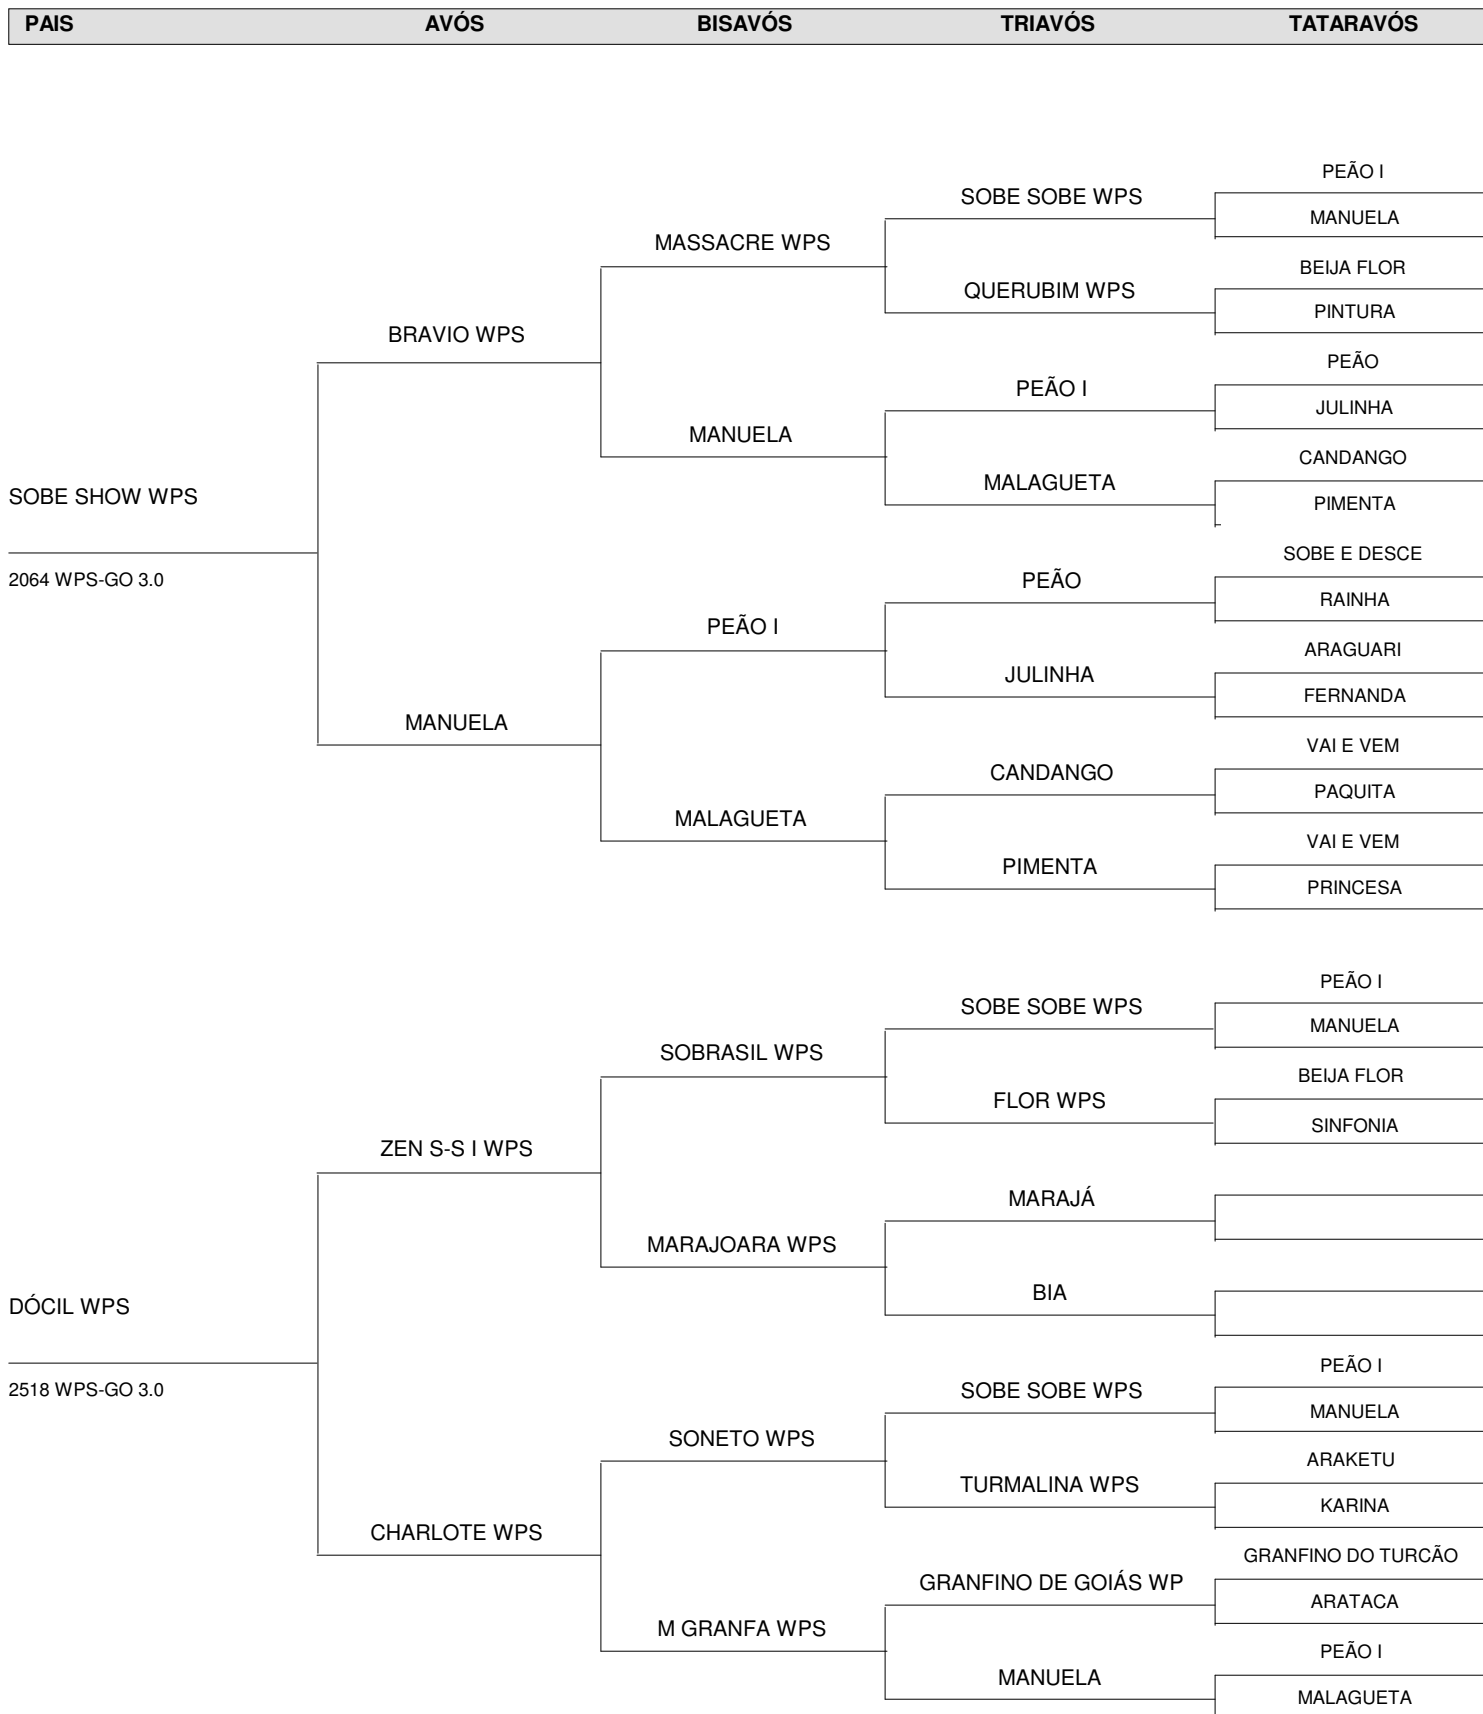 PAIS AVÓS BISAVÓS TRIAVÓS TATARAVÓS
PEÃO I
SOBE SOBE WPS
MANUELA
MASSACRE WPS
BEIJA FLOR
QUERUBIM WPS
PINTURA
BRAVIO WPS
PEÃO
PEÃO I
JULINHA
MANUELA
CANDANGO
MALAGUETA
SOBE SHOW WPS
PIMENTA
SOBE E DESCE
2064 WPS-GO 3.0
PEÃO
RAINHA
PEÃO I
ARAGUARI
JULINHA
FERNANDA
MANUELA
VAI E VEM
CANDANGO
PAQUITA
MALAGUETA
VAI E VEM
PIMENTA
PRINCESA
PEÃO I
SOBE SOBE WPS
MANUELA
SOBRASIL WPS
BEIJA FLOR
FLOR WPS
SINFONIA
ZEN S-S I WPS
MARAJÁ
MARAJOARA WPS
BIA
DÓCIL WPS
PEÃO I
2518 WPS-GO 3.0
SOBE SOBE WPS
MANUELA
SONETO WPS
ARAKETU
TURMALINA WPS
KARINA
CHARLOTE WPS
GRANFINO DO TURCÃO
GRANFINO DE GOIÁS WP
ARATACA
M GRANFA WPS
PEÃO I
MANUELA
MALAGUETA